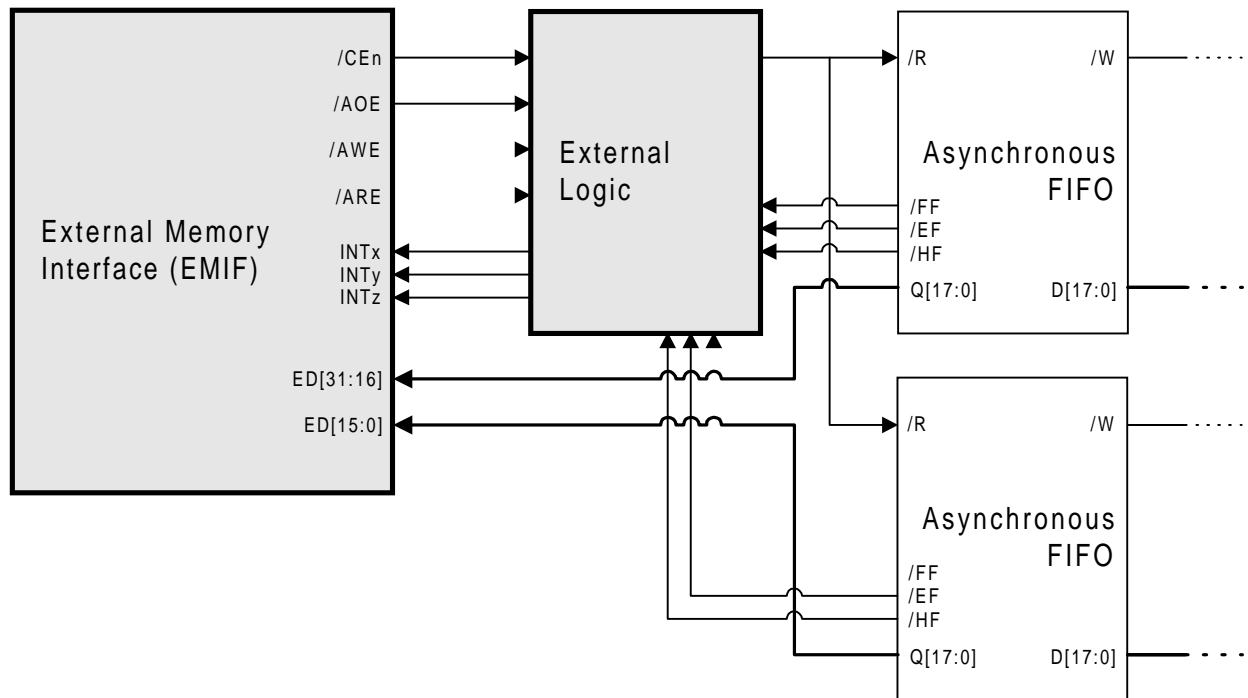 /CEn
/AOE
/AWE
/ARE
External Memory
Interface (EMIF)
INTx
INTy
INTz
ED[31:16]
ED[15:0]
External
Logic
/R
/W
Asynchronous
FIFO
/FF
/EF
/HF
Q[17:0]
D[17:0]
/R
/W
Asynchronous
FIFO
/FF
/EF
/HF
Q[17:0]
D[17:0]